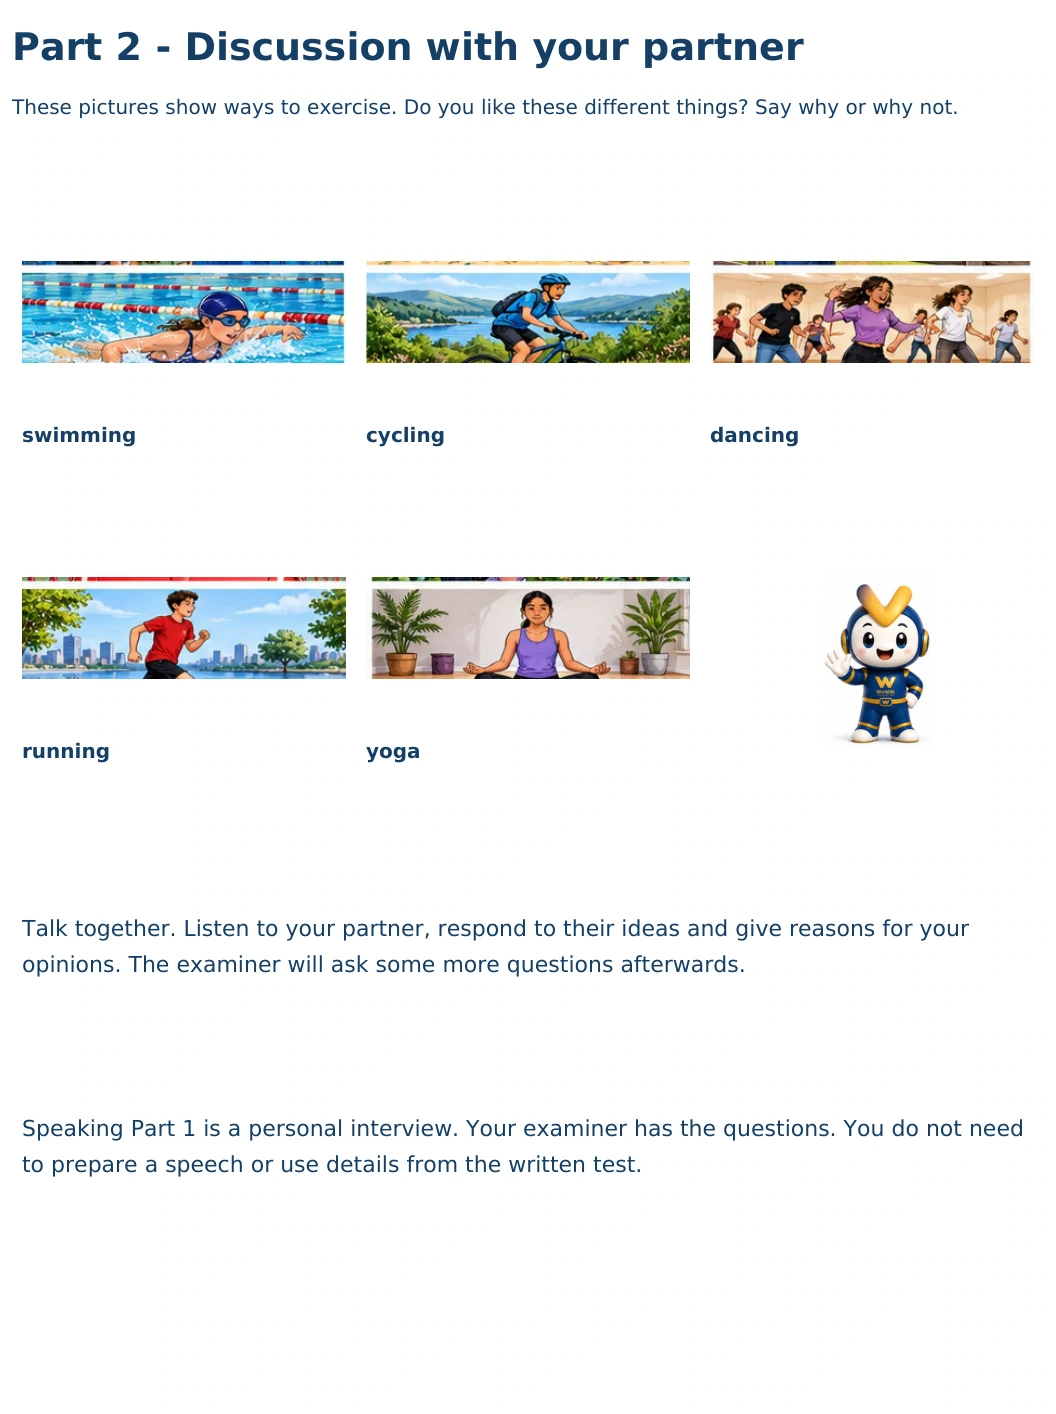 Part 2 - Discussion with your partner
These pictures show ways to exercise. Do you like these different things? Say why or why not.
swimming
cycling
dancing
running
yoga
W
WeWIN
W
Talk together. Listen to your partner, respond to their ideas and give reasons for your
opinions. The examiner will ask some more questions afterwards.
Speaking Part 1 is a personal interview. Your examiner has the questions. You do not need
to prepare a speech or use details from the written test.